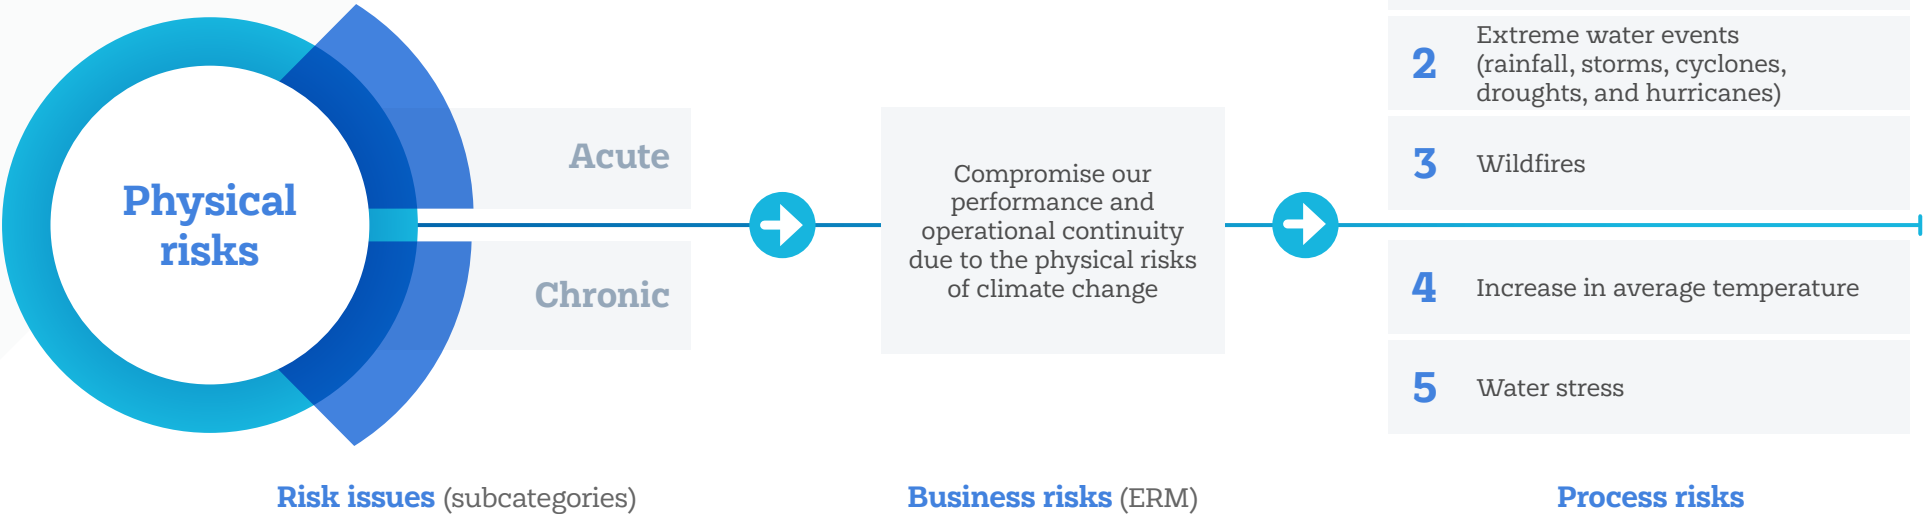 Physical
risks
Acute
Chronic
Compromise our
performance and
operational continuity
due to the physical risks
of climate change
2
Extreme water events
(rainfall, storms, cyclones,
droughts, and hurricanes)
3 Wildfires
4 Increase in average temperature
5 Water stress
Risk issues (subcategories)
Business risks (ERM)
Process risks